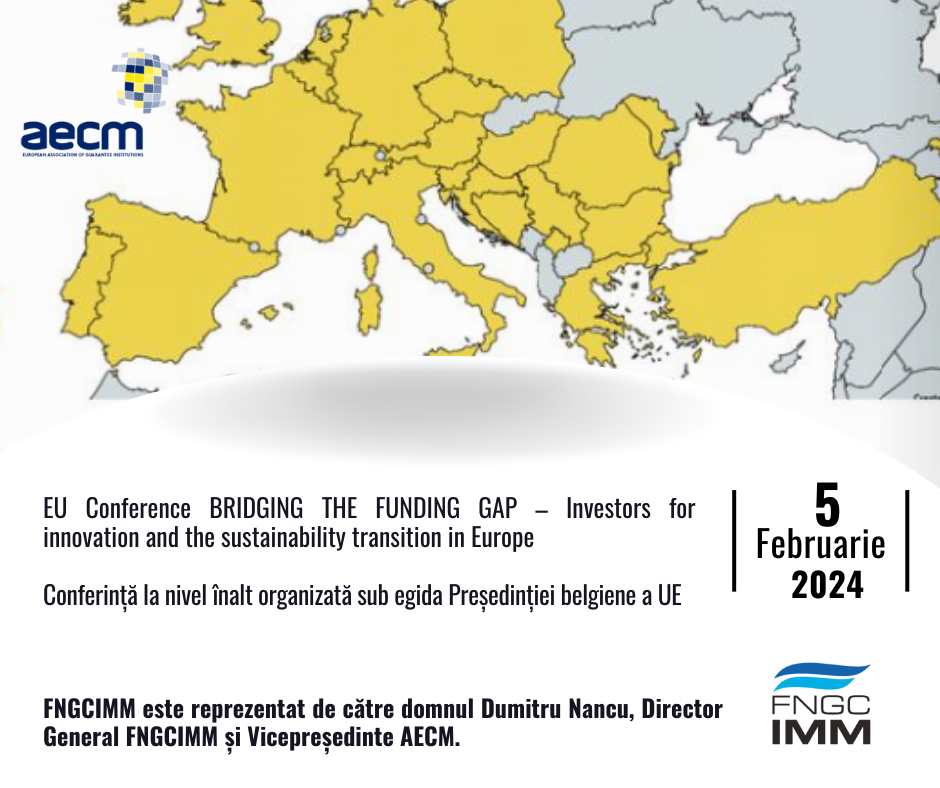 aecm
EUROPEAN ASSOCIATION OF GUARANTEE INSTITUTIONS
EU Conference BRIDGING THE FUNDING GAP – Investors for
innovation and the sustainability transition in Europe
Conferință la nivel înalt organizată sub egida Președinției belgiene a UE
5
Februarie
2024
FNGCIMM este reprezentat de către domnul Dumitru Nancu, Director
General FNGCIMM și Vicepreședinte AECM.
FNGC
IMM